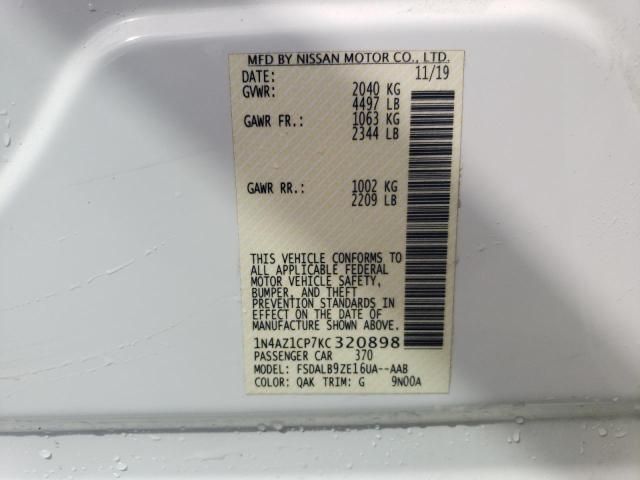 MFD BY NISSAN MOTOR CO., LTD.
DATE: 11/19
GVWR: 2040 KG
4497 LB
GAWR FR.: 1063 KG
2344 LB
GAWR RR.: 1002 KG
2209 LB
THIS VEHICLE CONFORMS TO
ALL APPLICABLE FEDERAL
MOTOR VEHICLE SAFETY,
BUMPER, AND THEFT
PREVENTION STANDARDS IN
EFFECT ON THE DATE OF
MANUFACTURE SHOWN ABOVE.
1N4AZ1CP7KC320898
PASSENGER CAR 370
MODEL: FSDALB9ZE16UA--AAB
COLOR: QAK TRIM: G 9N00A